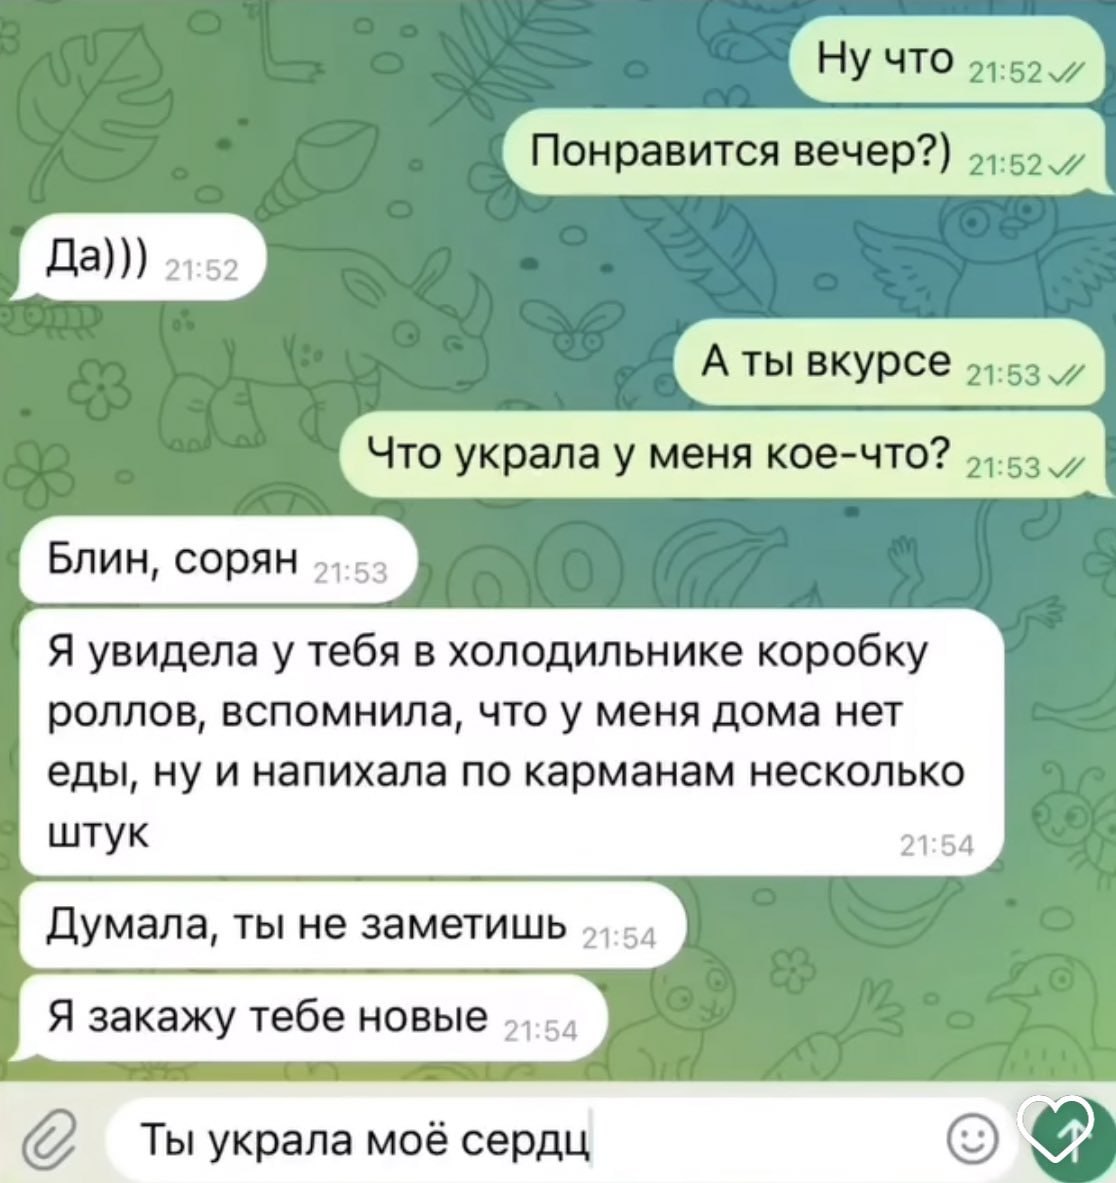 Ну что 21:52
Понравится вечер?) 21:52
Да))) 21:52
А ты вкурсе 21:53
Что украла у меня кое-что? 21:53
Блин, сорян 21:53
Я увидела у тебя в холодильнике коробку
роллов, вспомнила, что у меня дома нет
еды, ну и напихала по карманам несколько
штук 21:54
Думала, ты не заметишь 21:54
Я закажу тебе новые 21:54
Ты украла моё сердц